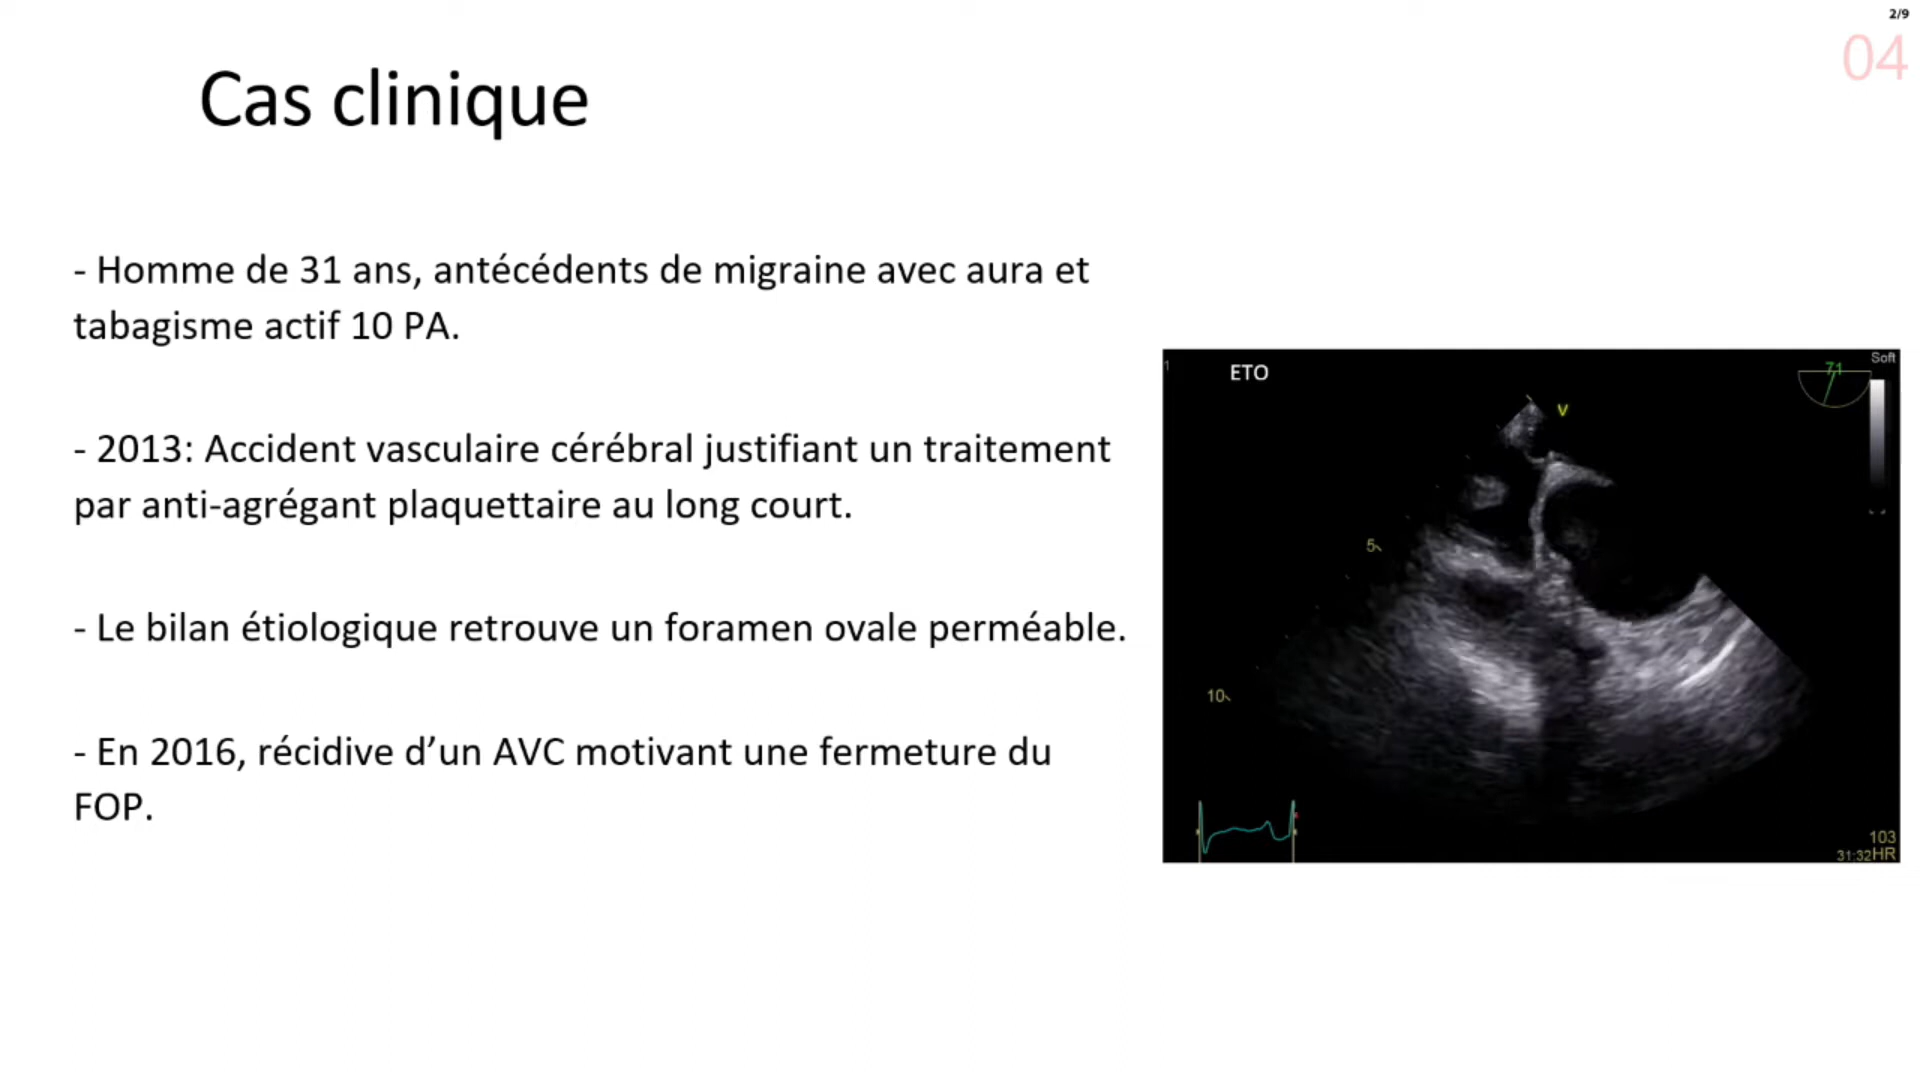 2/9
04
Cas clinique
- Homme de 31 ans, antécédents de migraine avec aura et
tabagisme actif 10 PA.
- 2013: Accident vasculaire cérébral justifiant un traitement
par anti-agrégant plaquettaire au long court.
- Le bilan étiologique retrouve un foramen ovale perméable.
- En 2016, récidive d’un AVC motivant une fermeture du
FOP.
1
ETO
V
71
Soft
5
10
103
31:32HR